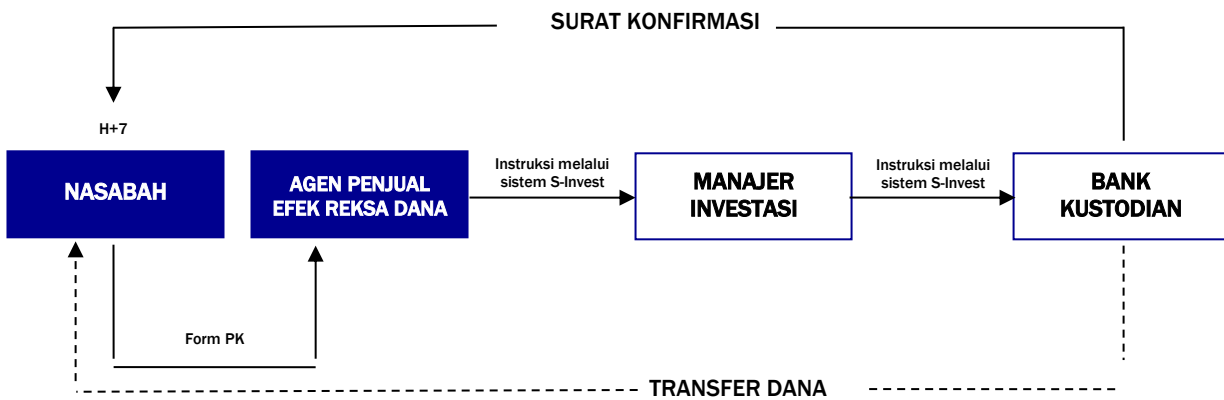 SURAT KONFIRMASI
H+7
NASABAH
AGEN PENJUAL
EFEK REKSA DANA
Instruksi melalui
sistem S-Invest
MANAJER
INVESTASI
Instruksi melalui
sistem S-Invest
BANK
KUSTODIAN
Form PK
TRANSFER DANA